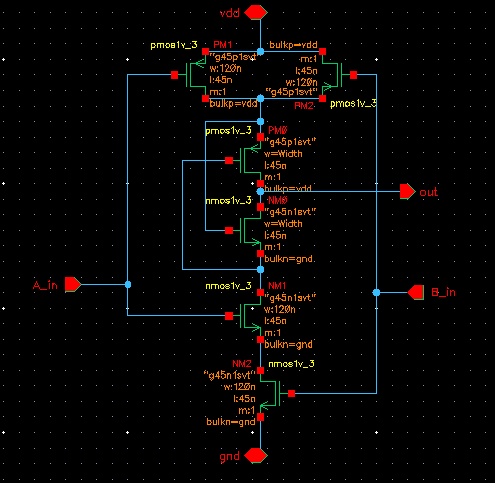 vdd
pmos1v_3
PM1
"g45p1svt"
w:120n
l:45n
m:1
bulkp=vdd
bulkp=vdd
m:1
l:45n
w:120n
"g45p1svt"
PM2
pmos1v_3
pmos1v_3
PM0
"g45p1svt"
w=Width
l:45n
m:1
bulkp=vdd
out
nmos1v_3
NM0
"g45n1svt"
w=Width
l:45n
m:1
bulkn=gnd
A_in
B_in
nmos1v_3
NM1
"g45n1svt"
w:120n
l:45n
m:1
bulkn=gnd
NM2
nmos1v_3
"g45n1svt"
w:120n
l:45n
m:1
bulkn=gnd
gnd